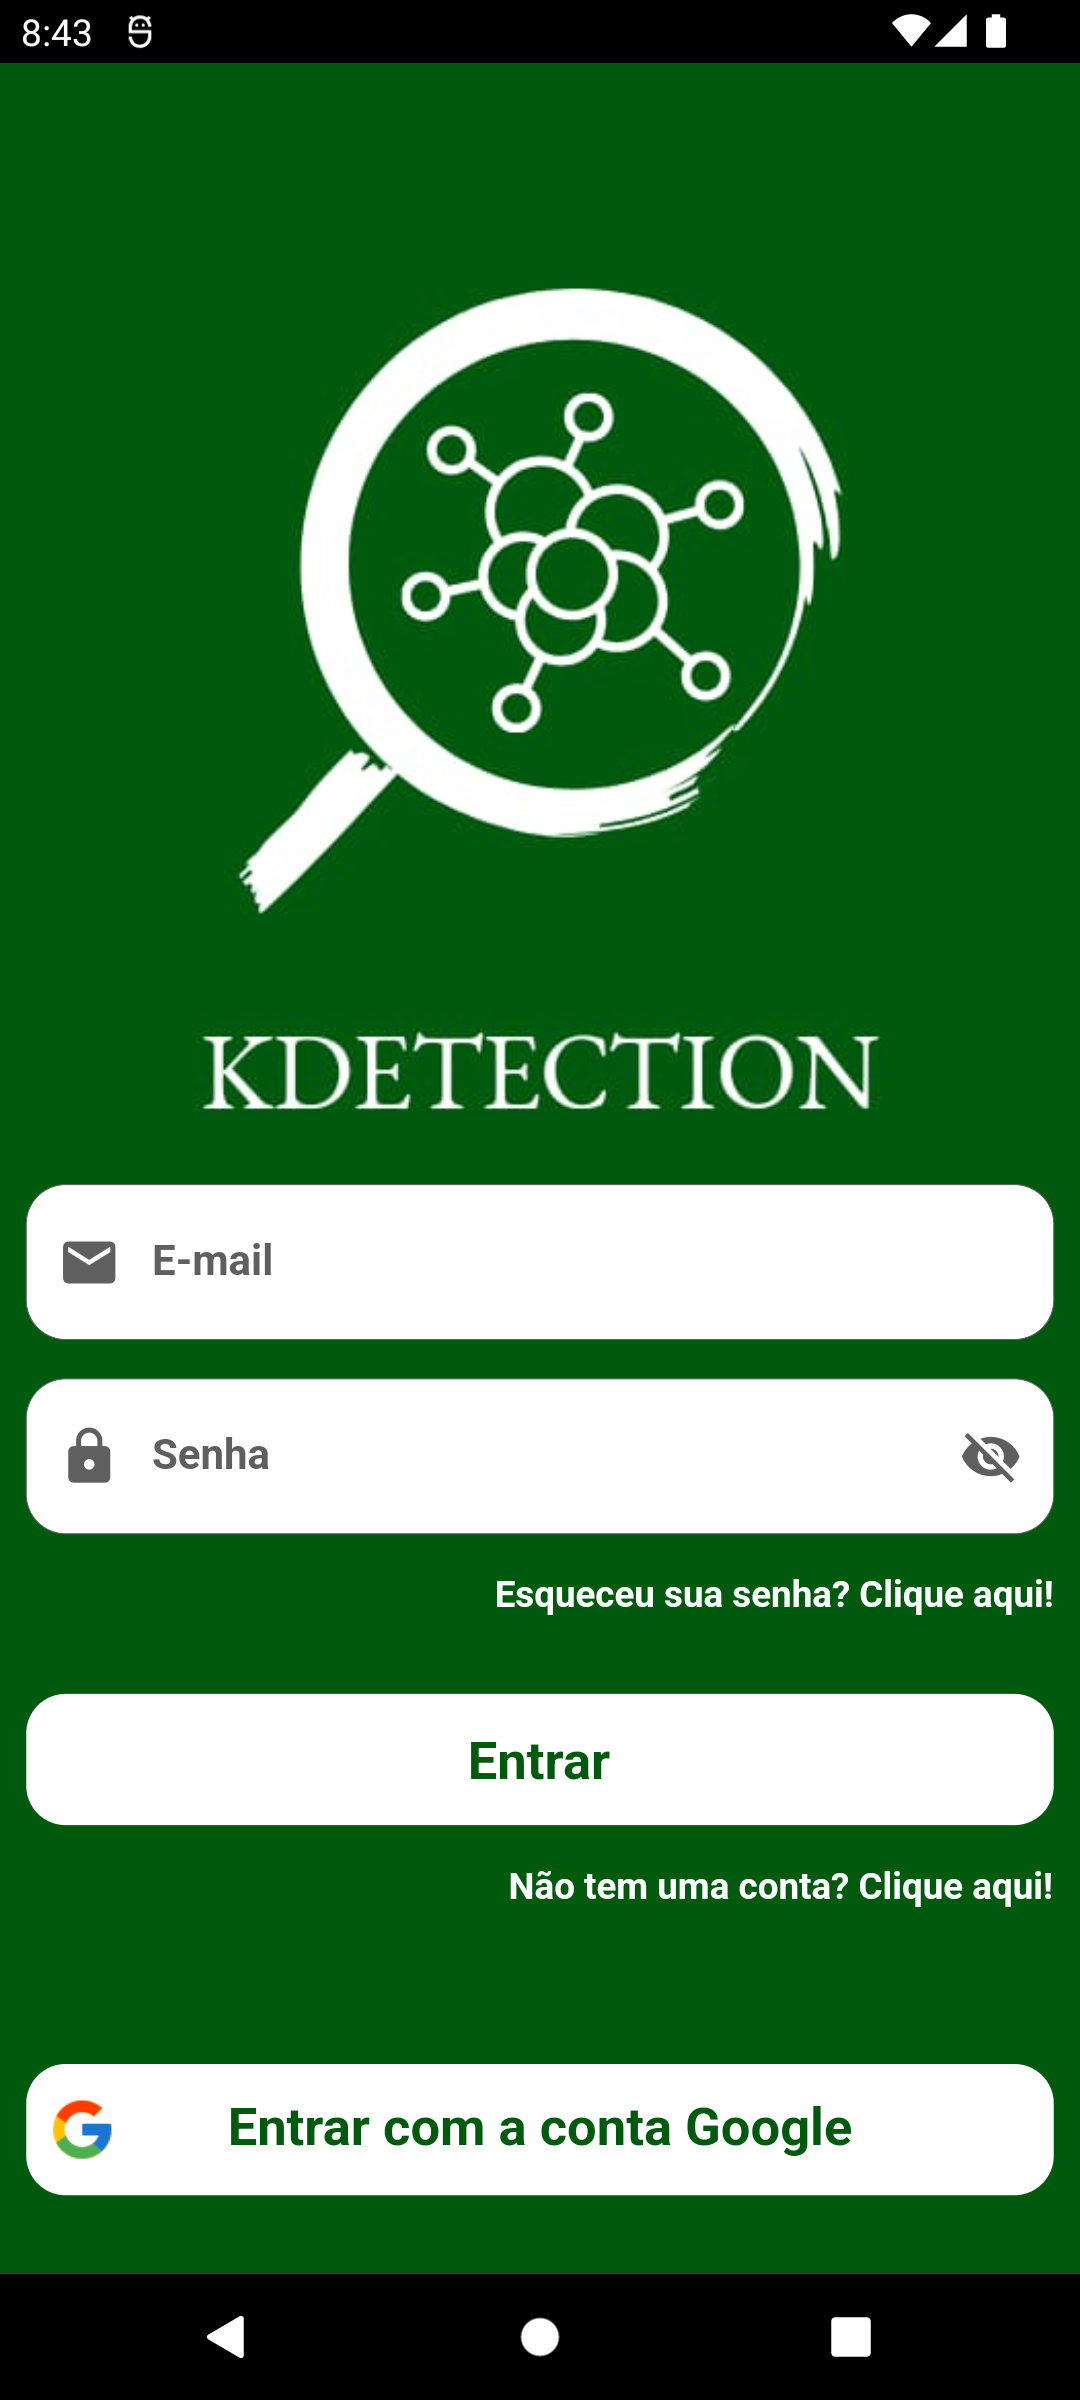 8:43
KDETECTION
E-mail
Senha
Esqueceu sua senha? Clique aqui!
Entrar
Não tem uma conta? Clique aqui!
Entrar com a conta Google